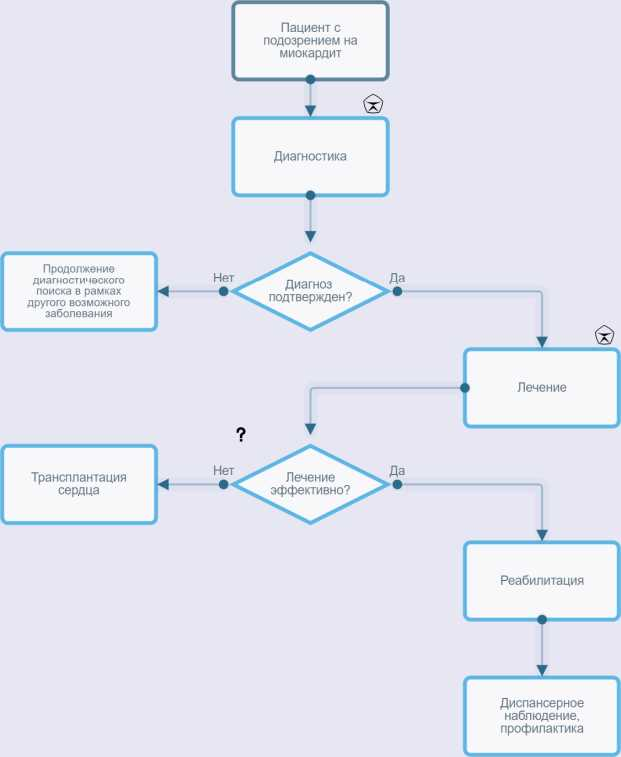 Пациент с
подозрением на
миокардит
Диагностика
Нет
Диагноз
подтвержден?
Да
Продолжение
диагностического
поиска в рамках
другого возможного
заболевания
Лечение
?
Нет
Лечение
эффективно?
Да
Трансплантация
сердца
Реабилитация
Диспансерное
наблюдение,
профилактика